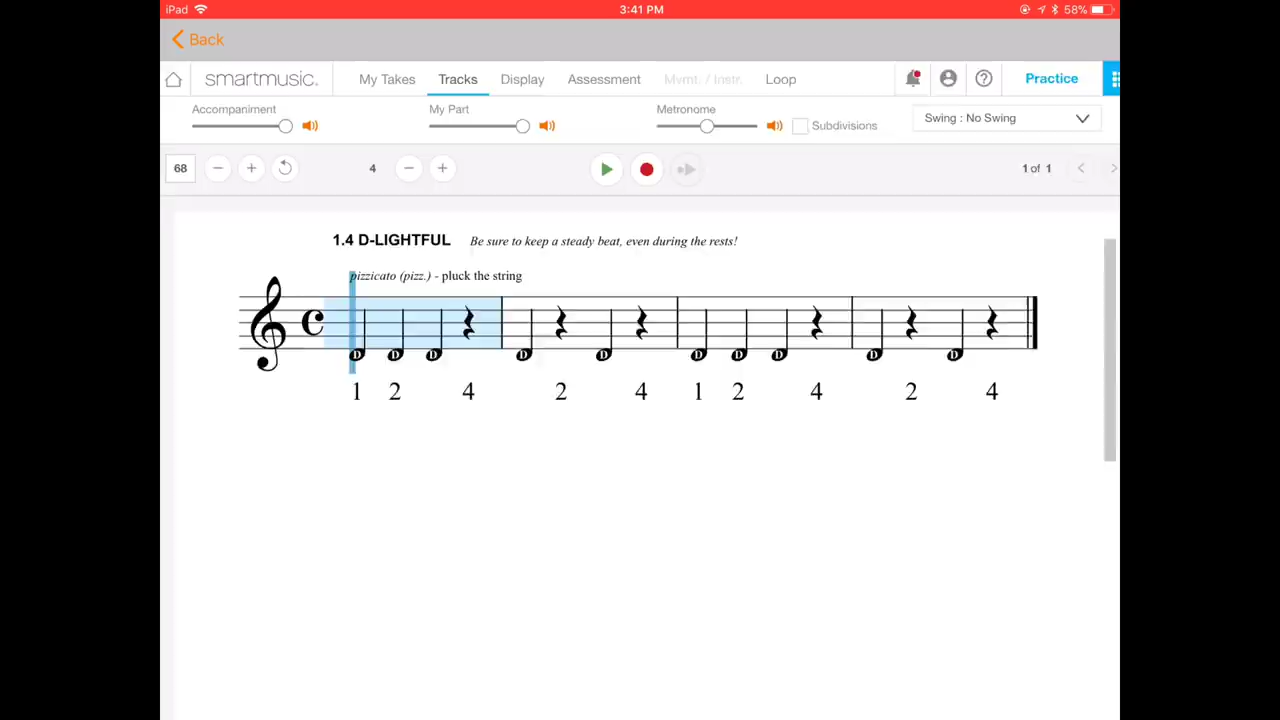 iPad 3:41 PM 58%
Back
smartmusic. My Takes Tracks Display Assessment Mvmt. / Instr. Loop Practice
Accompaniment My Part Metronome Subdivisions Swing : No Swing
68 − + 4 − + 1 of 1
1.4 D-LIGHTFUL Be sure to keep a steady beat, even during the rests!
pizzicato (pizz.) - pluck the string
D D D D D D D D D D
1 2 4 2 4 1 2 4 2 4